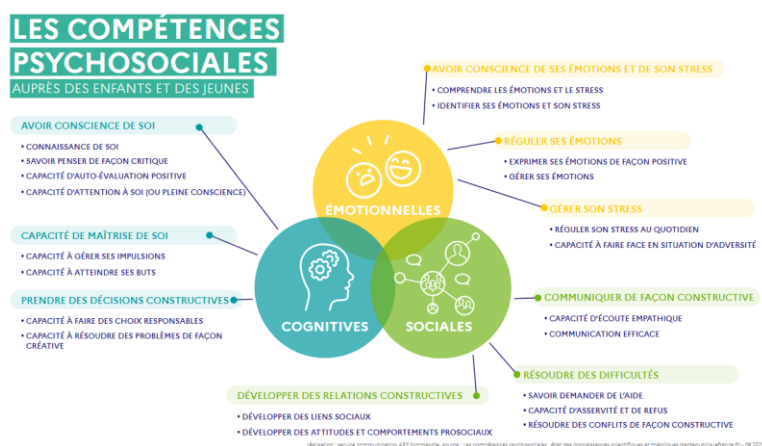 LES COMPÉTENCES
PSYCHOSOCIALES
AUPRÈS DES ENFANTS ET DES JEUNES
AVOIR CONSCIENCE DE SOI
• CONNAISSANCE DE SOI
• SAVOIR PENSER DE FAÇON CRITIQUE
• CAPACITÉ D'AUTO-ÉVALUATION POSITIVE
• CAPACITÉ D'ATTENTION À SOI (OU PLEINE CONSCIENCE)
CAPACITÉ DE MAÎTRISE DE SOI
• CAPACITÉ À GÉRER SES IMPULSIONS
• CAPACITÉ À ATTEINDRE SES BUTS
PRENDRE DES DÉCISIONS CONSTRUCTIVES
• CAPACITÉ À FAIRE DES CHOIX RESPONSABLES
• CAPACITÉ À RÉSOUDRE DES PROBLÈMES DE FAÇON
CRÉATIVE
ÉMOTIONNELLES
COGNITIVES
SOCIALES
AVOIR CONSCIENCE DE SES ÉMOTIONS ET DE SON STRESS
• COMPRENDRE LES ÉMOTIONS ET LE STRESS
• IDENTIFIER SES ÉMOTIONS ET SON STRESS
RÉGULER SES ÉMOTIONS
• EXPRIMER SES ÉMOTIONS DE FAÇON POSITIVE
• GÉRER SES ÉMOTIONS
GÉRER SON STRESS
• RÉGULER SON STRESS AU QUOTIDIEN
• CAPACITÉ À FAIRE FACE EN SITUATION D'ADVERSITÉ
COMMUNIQUER DE FAÇON CONSTRUCTIVE
• CAPACITÉ D'ÉCOUTE EMPATHIQUE
• COMMUNICATION EFFICACE
RÉSOUDRE DES DIFFICULTÉS
• SAVOIR DEMANDER DE L'AIDE
• CAPACITÉ D'ASSERVITÉ ET DE REFUS
• RÉSOUDRE DES CONFLITS DE FAÇON CONSTRUCTIVE
DÉVELOPPER DES RELATIONS CONSTRUCTIVES
• DÉVELOPPER DES LIENS SOCIAUX
• DÉVELOPPER DES ATTITUDES ET COMPORTEMENTS PROSOCIAUX